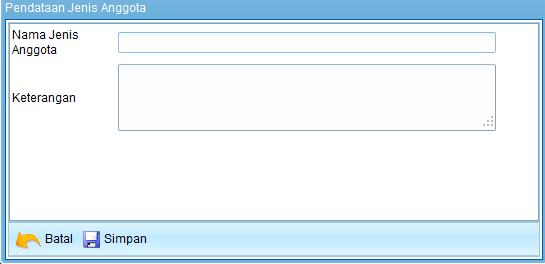 Pendataan Jenis Anggota
Nama Jenis
Anggota
Keterangan
Batal Simpan